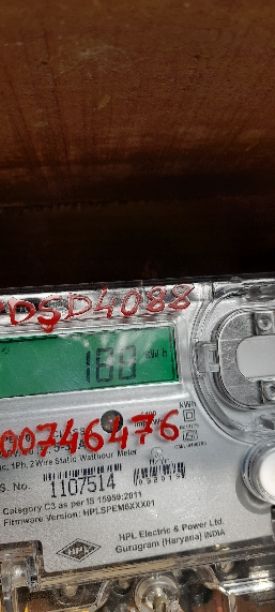 DSD4088
188 kWh
00746476
ac, 1Ph, 2 Wire Static Watthour Meter
S. No. 1107514
Category C3 as per IS 15959:2011
Firmware Version: HPLSPEM6XXX01
HPL
HPL Electric & Power Ltd.
Gurugram (Haryana) INDIA